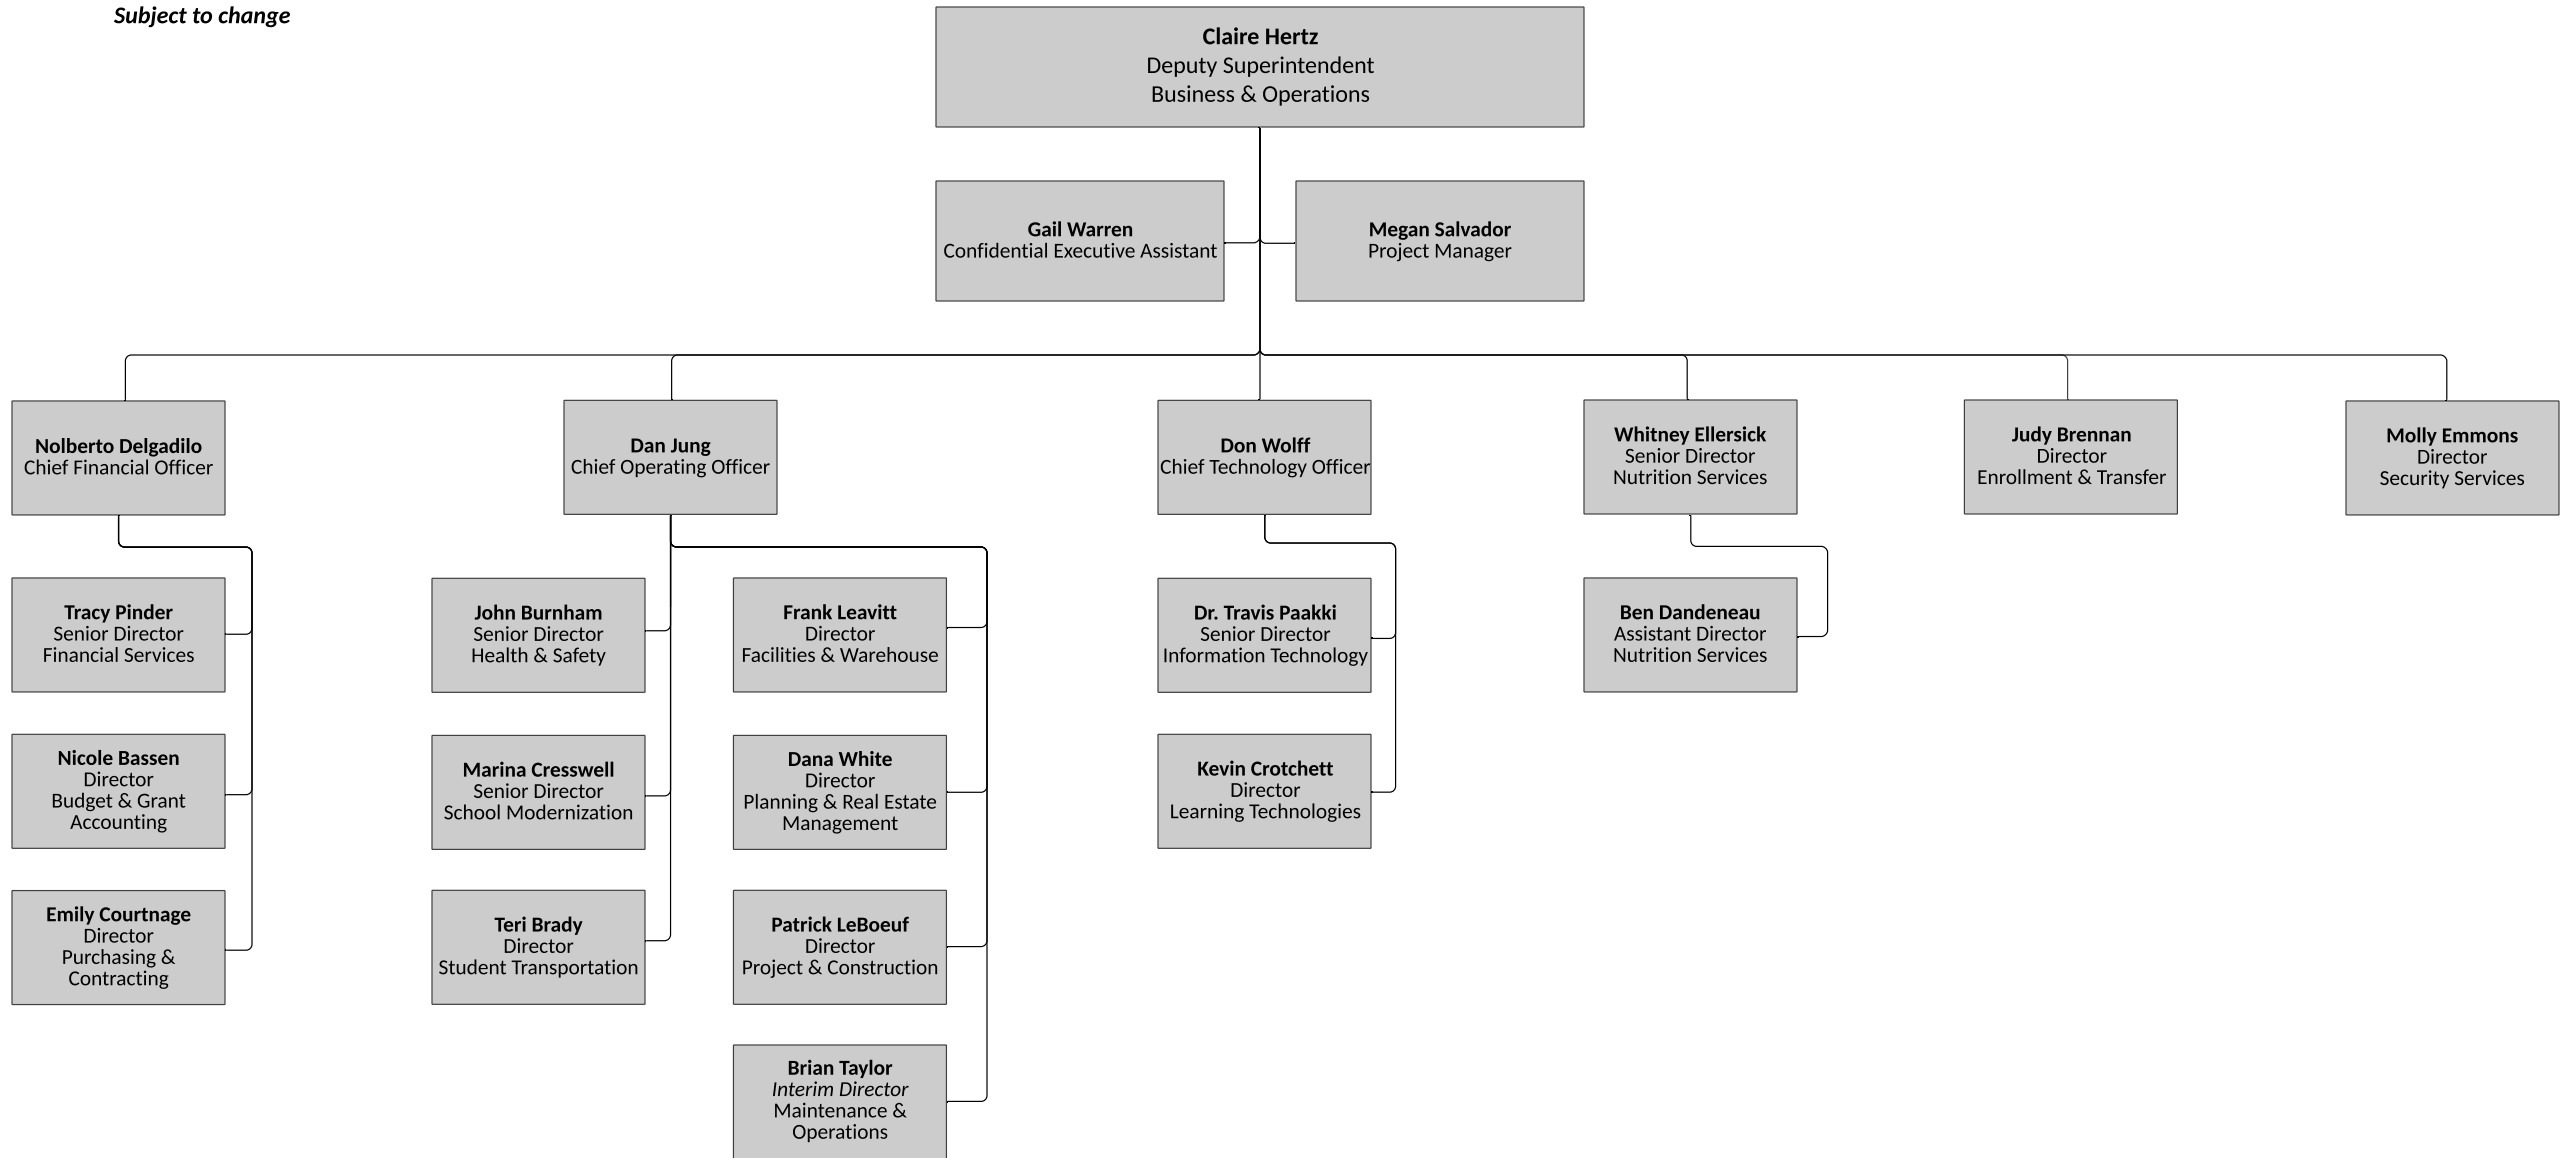 Subject to change
Claire Hertz
Deputy Superintendent
Business & Operations
Gail Warren
Confidential Executive Assistant
Megan Salvador
Project Manager
Nolberto Delgadilo
Chief Financial Officer
Dan Jung
Chief Operating Officer
Don Wolff
Chief Technology Officer
Whitney Ellersick
Senior Director
Nutrition Services
Judy Brennan
Director
Enrollment & Transfer
Molly Emmons
Director
Security Services
Tracy Pinder
Senior Director
Financial Services
John Burnham
Senior Director
Health & Safety
Frank Leavitt
Director
Facilities & Warehouse
Dr. Travis Paakki
Senior Director
Information Technology
Ben Dandeneau
Assistant Director
Nutrition Services
Nicole Bassen
Director
Budget & Grant
Accounting
Marina Cresswell
Senior Director
School Modernization
Dana White
Director
Planning & Real Estate
Management
Kevin Crotchett
Director
Learning Technologies
Emily Courtnage
Director
Purchasing &
Contracting
Teri Brady
Director
Student Transportation
Patrick LeBoeuf
Director
Project & Construction
Brian Taylor
Interim Director
Maintenance &
Operations